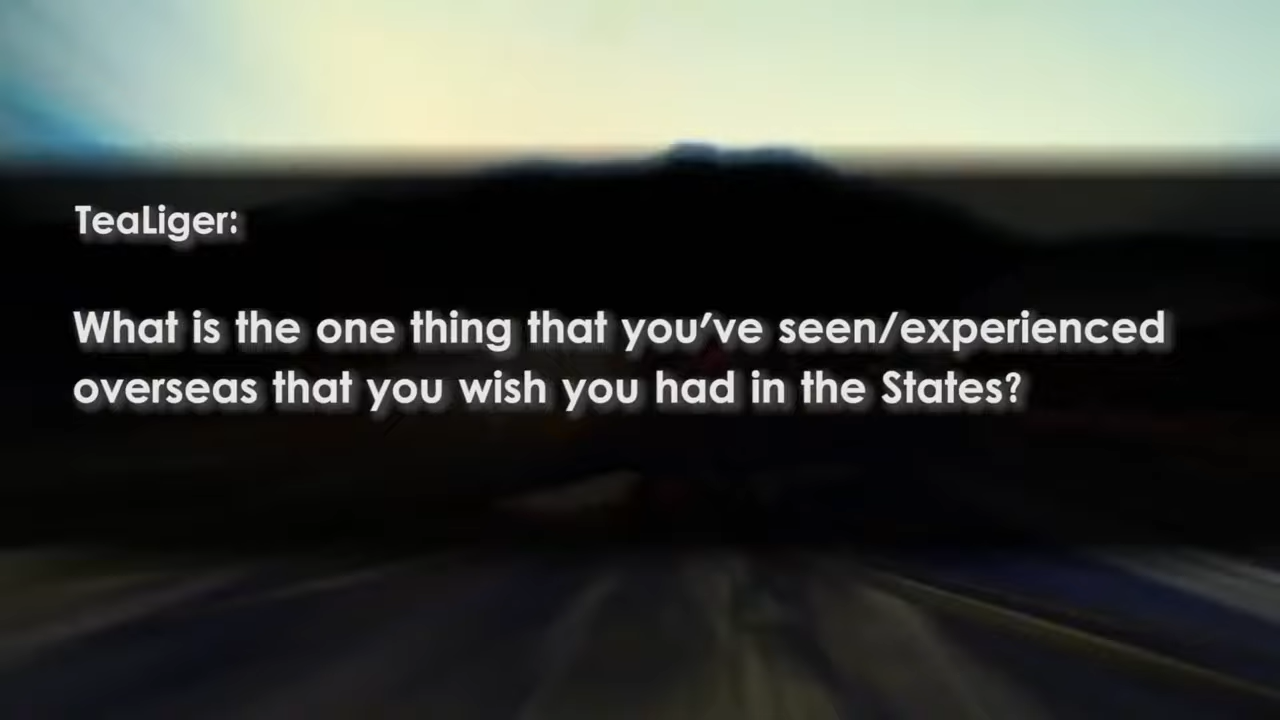 TeaLiger:
What is the one thing that you've seen/experienced
overseas that you wish you had in the States?